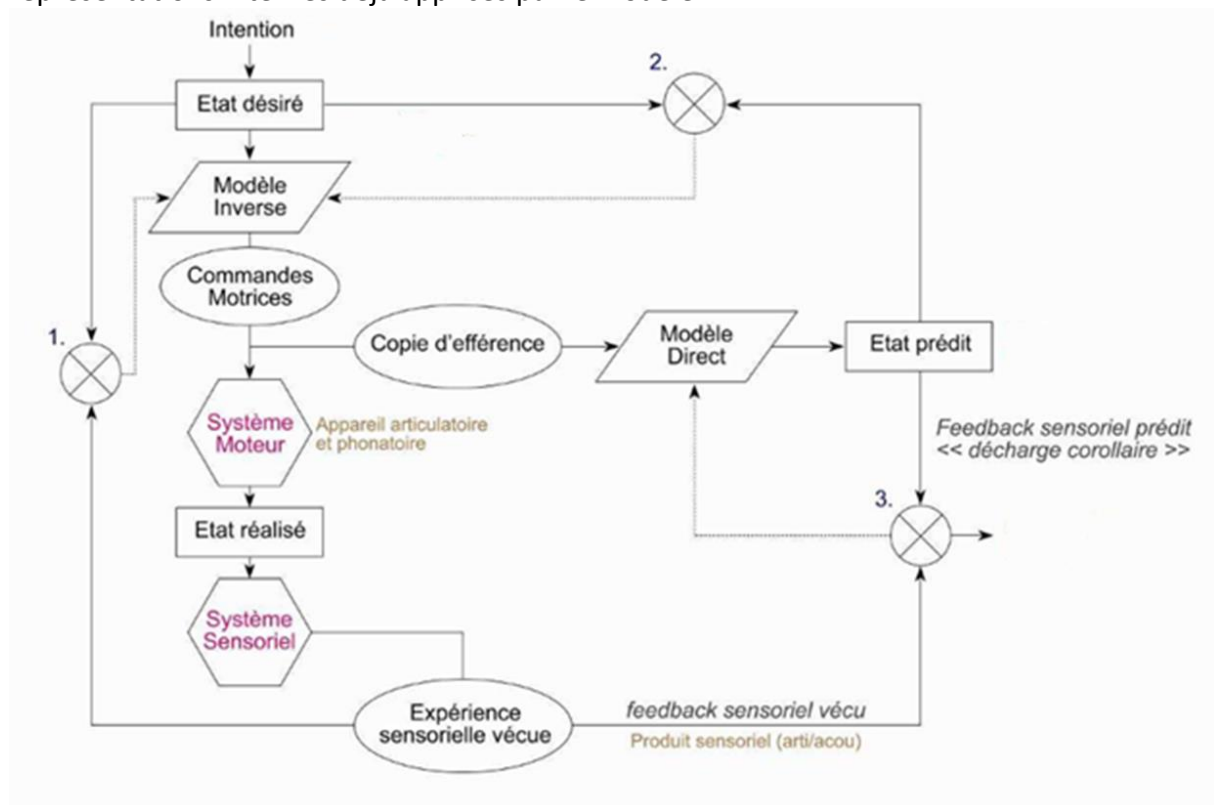 Intention
2.
Etat désiré
Modèle
Inverse
Commandes
Motrices
1.
Copie d'efférence
Modèle
Direct
Etat prédit
Système
Moteur
Appareil articulatoire
et phonatoire
Feedback sensoriel prédit
<< décharge corollaire >>
3.
Etat réalisé
Système
Sensoriel
Expérience
sensorielle vécue
feedback sensoriel vécu
Produit sensoriel (arti/acou)